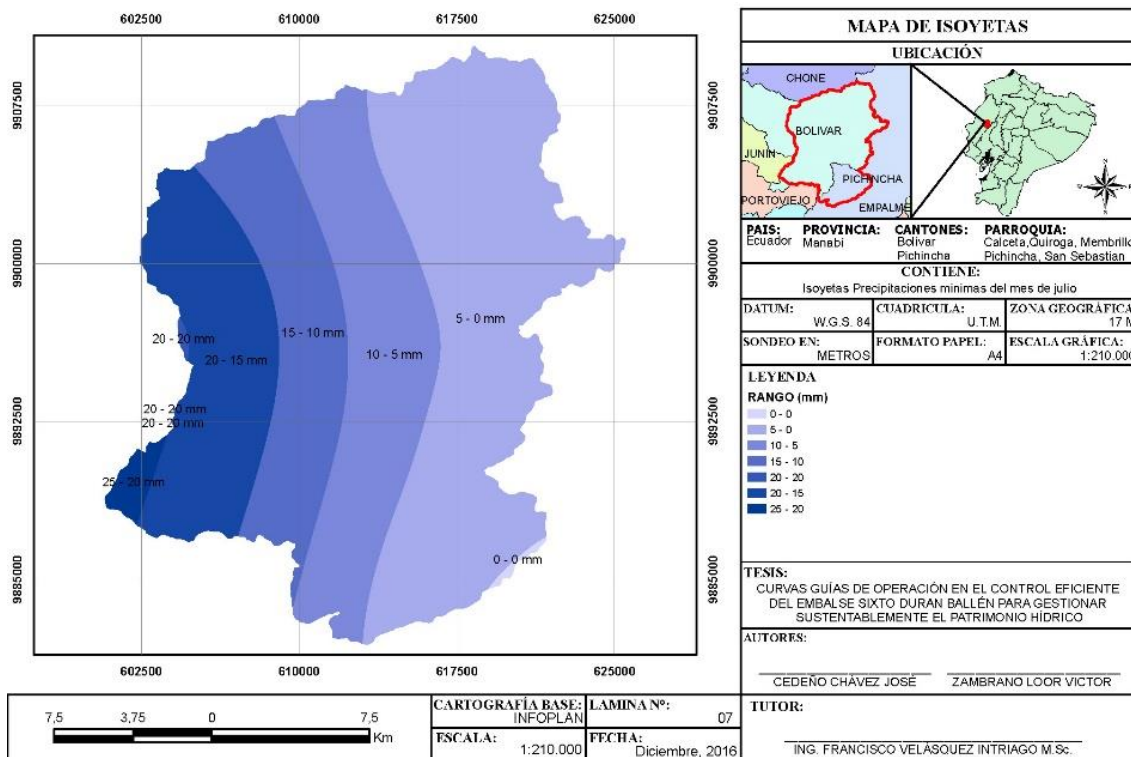 602500 610000 617500 625000
9907500 9907500
9900000 9900000
9892500 9892500
9885000 9885000
20 - 20 mm
20 - 15 mm
15 - 10 mm
10 - 5 mm
5 - 0 mm
20 - 20 mm
20 - 20 mm
25 - 20 mm
0 - 0 mm
602500 610000 617500 625000
MAPA DE ISOYETAS
UBICACIÓN
CHONE
BOLIVAR
JUNIN
PICHINCHA
PORTOVIEJO
EMPALME
PAIS: PROVINCIA: CANTONES: PARROQUIA:
Ecuador Manabi Bolivar Calceta,Quiroga, Membrillo
Pichincha Pichincha, San Sebastian
CONTIENE:
Isoyetas Precipitaciones minimas del mes de julio
DATUM: CUADRICULA: ZONA GEOGRÁFICA:
W.G.S. 84 U.T.M. 17 M
SONDEO EN: FORMATO PAPEL: ESCALA GRÁFICA:
METROS A4 1:210.000
LEYENDA
RANGO (mm)
0 - 0
5 - 0
10 - 5
15 - 10
20 - 20
20 - 15
25 - 20
TESIS:
CURVAS GUÍAS DE OPERACIÓN EN EL CONTROL EFICIENTE
DEL EMBALSE SIXTO DURAN BALLÉN PARA GESTIONAR
SUSTENTABLEMENTE EL PATRIMONIO HÍDRICO
AUTORES:
CEDEÑO CHÁVEZ JOSÉ ZAMBRANO LOOR VICTOR
TUTOR:
ING. FRANCISCO VELÁSQUEZ INTRIAGO M.Sc.
7,5 3,75 0 7,5
Km
CARTOGRAFÍA BASE: LAMINA Nº:
INFOPLAN 07
ESCALA: FECHA:
1:210.000 Diciembre, 2016